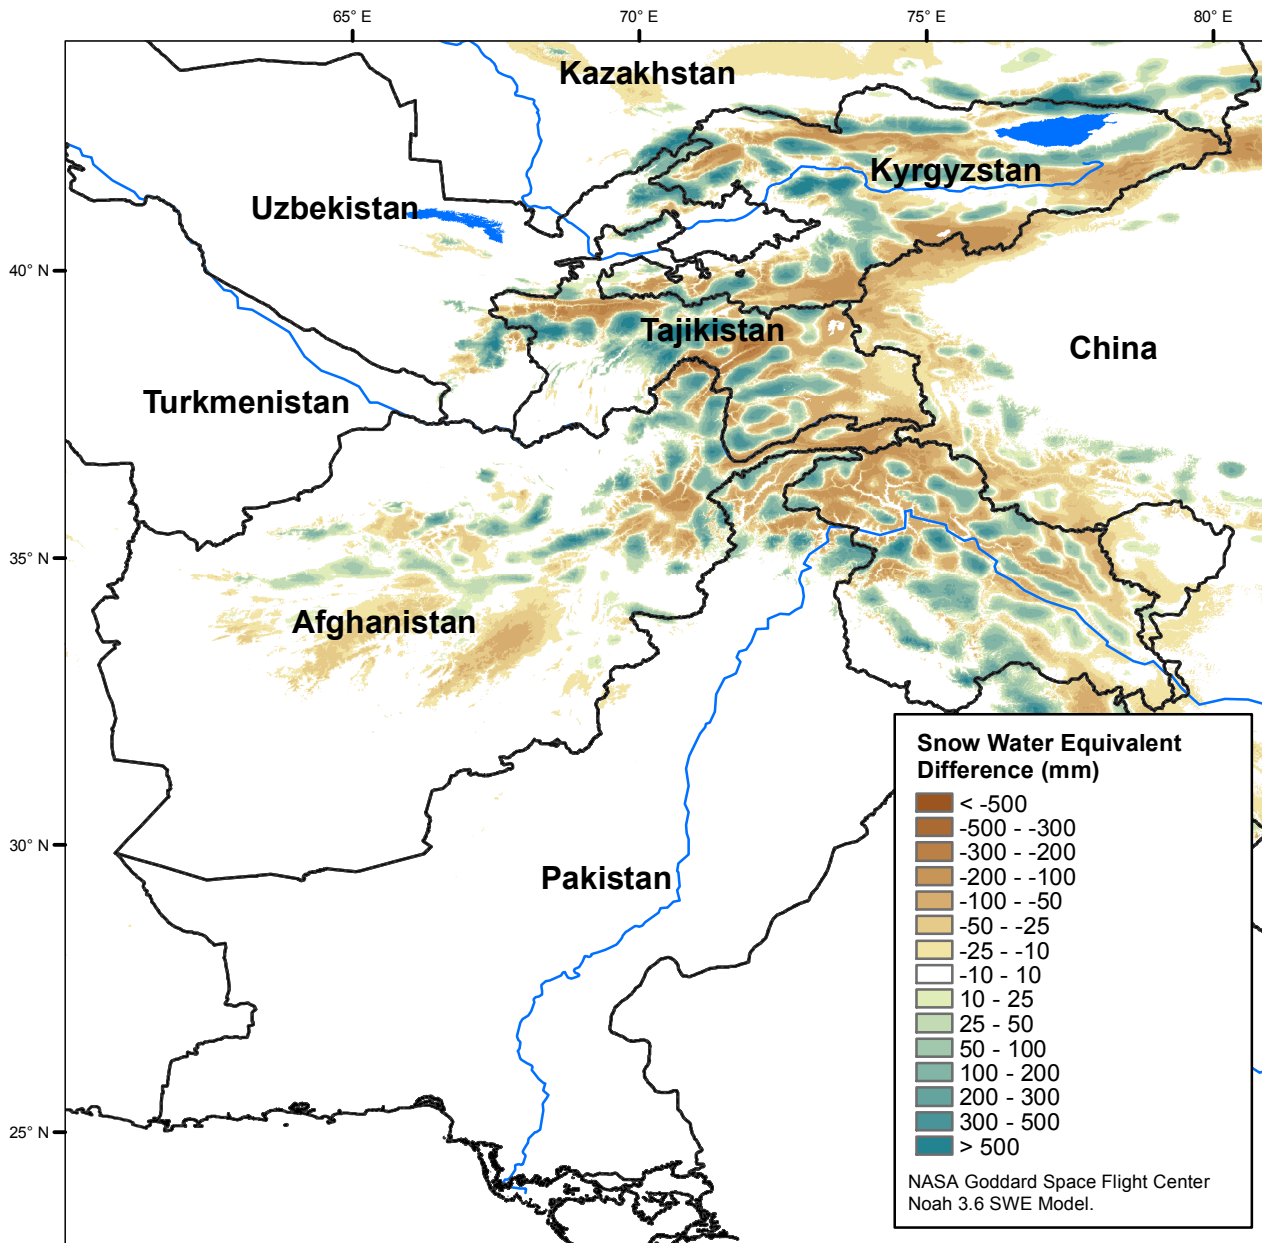 65° E
70° E
75° E
80° E
Kazakhstan
Kyrgyzstan
Uzbekistan
40° N
Tajikistan
China
Turkmenistan
35° N
Afghanistan
30° N
Pakistan
25° N
Snow Water Equivalent
Difference (mm)
< -500
-500 - -300
-300 - -200
-200 - -100
-100 - -50
-50 - -25
-25 - -10
-10 - 10
10 - 25
25 - 50
50 - 100
100 - 200
200 - 300
300 - 500
> 500
NASA Goddard Space Flight Center
Noah 3.6 SWE Model.